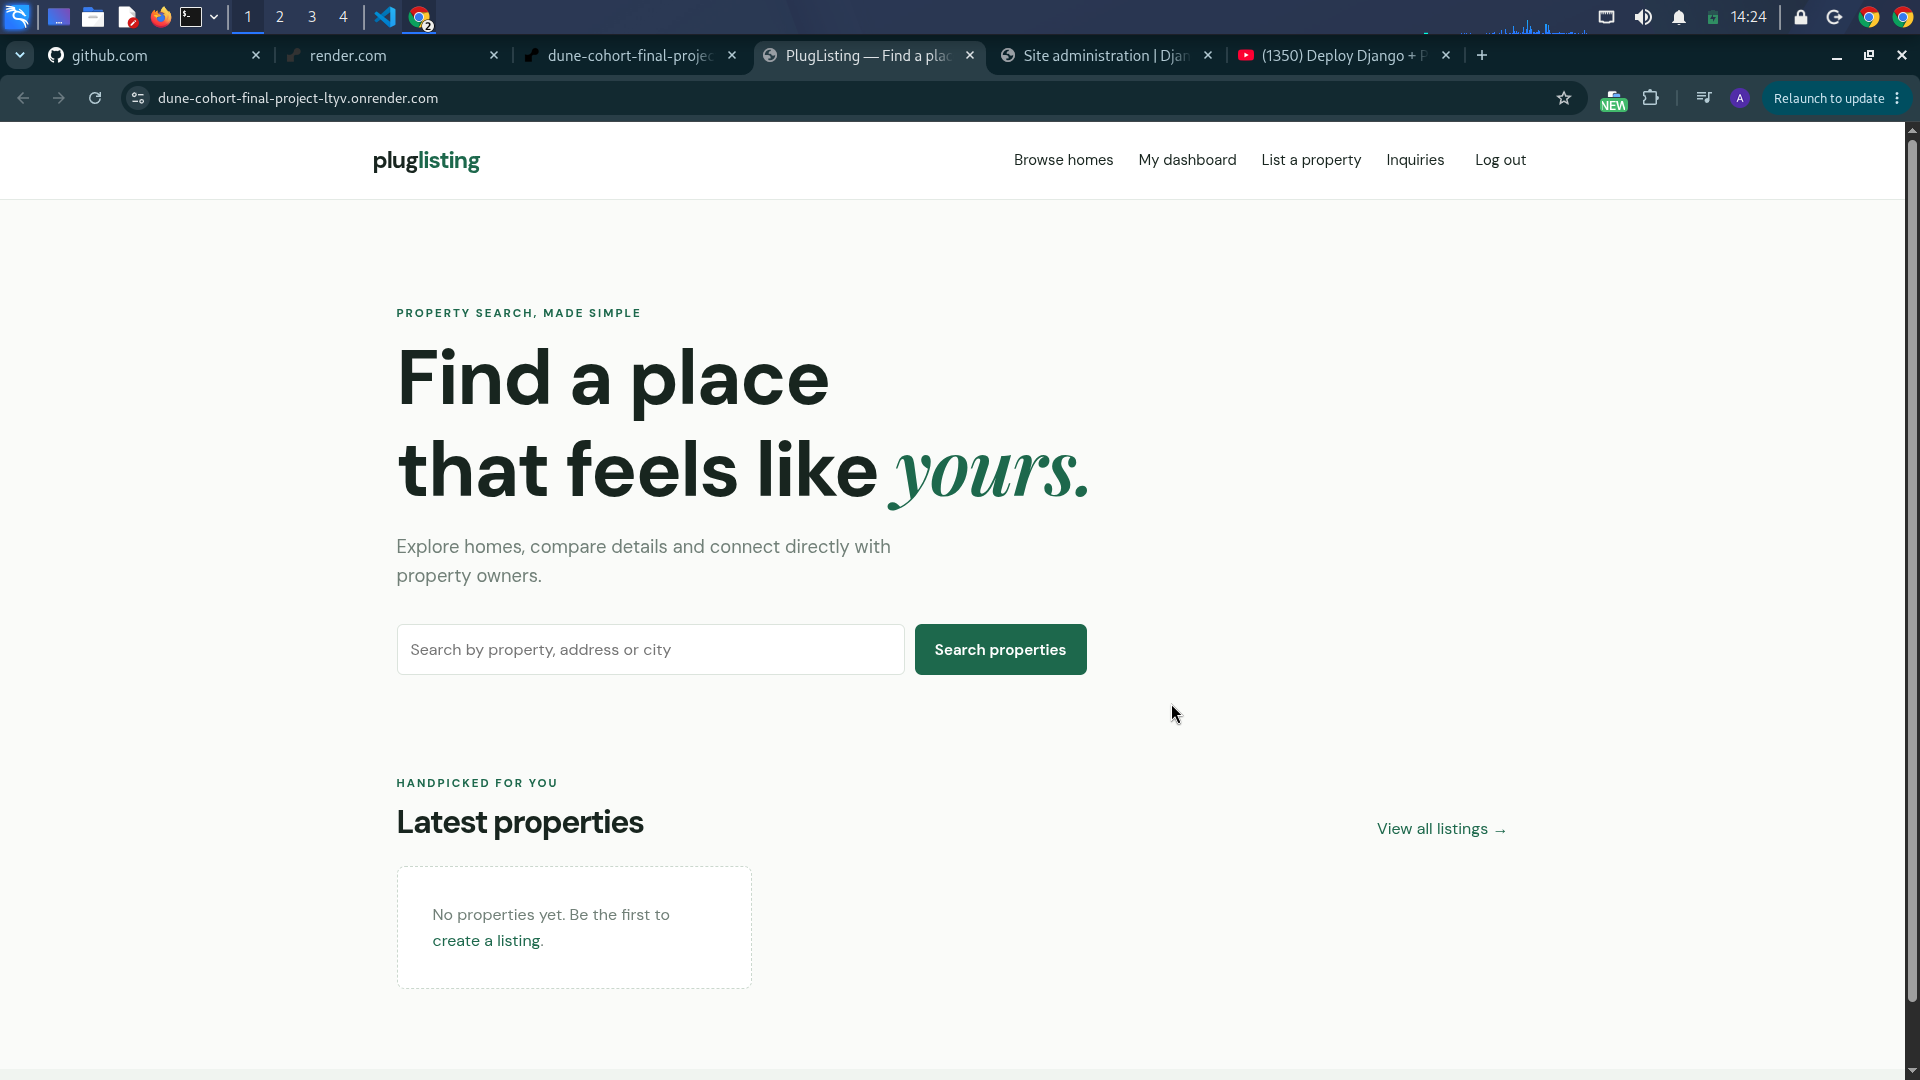 1 2 3 4
2
14:24
github.com
render.com
dune-cohort-final-projec
PlugListing — Find a plac
Site administration | Djan
(1350) Deploy Django + P
dune-cohort-final-project-ltyv.onrender.com
NEW
A
Relaunch to update
pluglisting
Browse homes
My dashboard
List a property
Inquiries
Log out
PROPERTY SEARCH, MADE SIMPLE
Find a place
that feels like yours.
Explore homes, compare details and connect directly with
property owners.
Search by property, address or city
Search properties
HANDPICKED FOR YOU
Latest properties
View all listings →
No properties yet. Be the first to
create a listing.